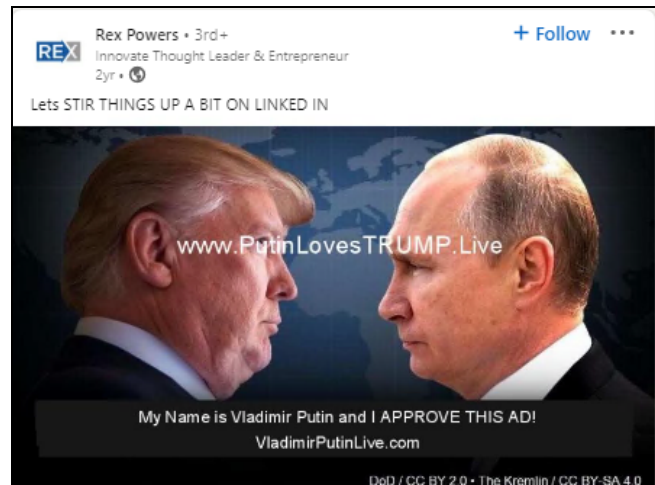 REX
Rex Powers • 3rd+
+ Follow
Innovate Thought Leader & Entrepreneur
2yr •
Lets STIR THINGS UP A BIT ON LINKED IN
www.PutinLovesTRUMP.Live
My Name is Vladimir Putin and I APPROVE THIS AD!
VladimirPutinLive.com
DoD / CC BY 2.0 • The Kremlin / CC BY-SA 4.0